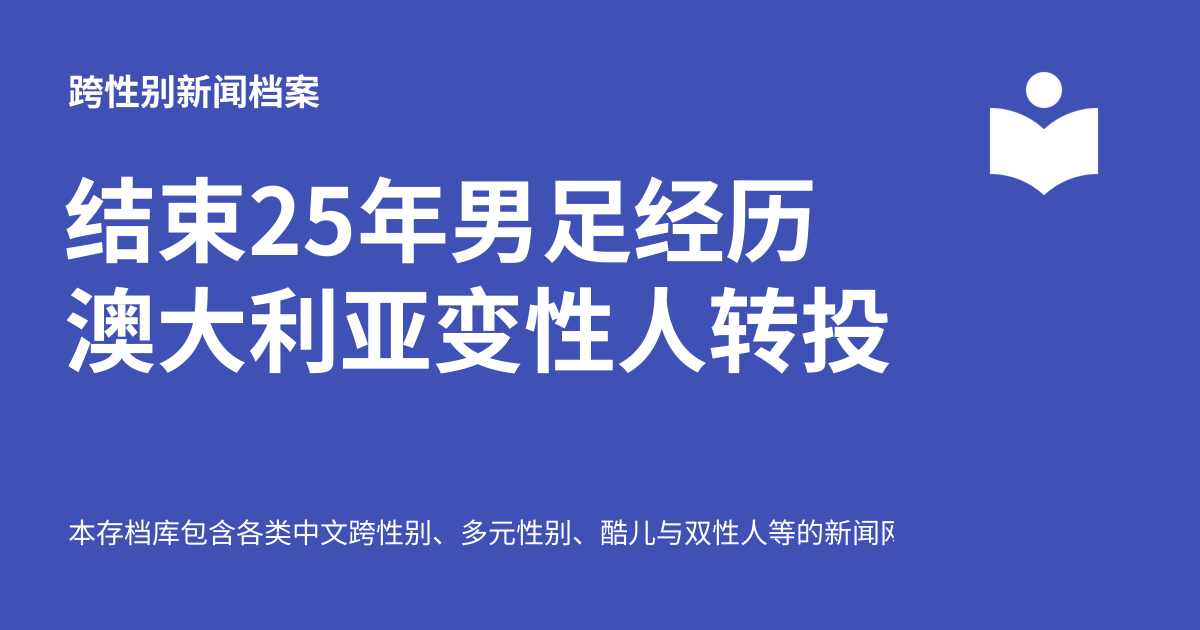 跨性别新闻档案
结束25年男足经历
澳大利亚变性人转投
本存档库包含各类中文跨性别、多元性别、酷儿与双性人等的新闻